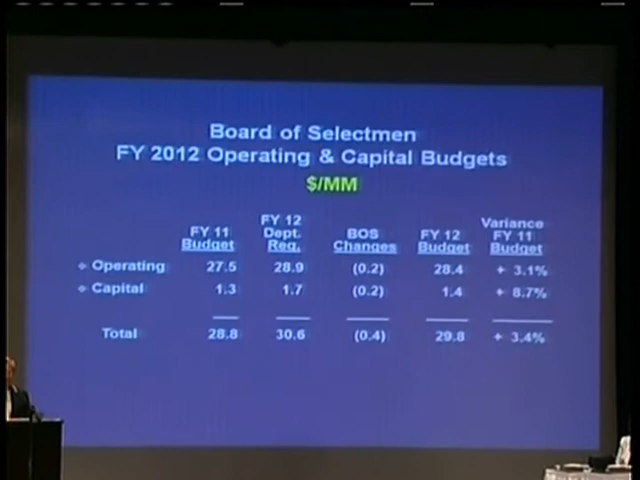 Board of Selectmen
FY 2012 Operating & Capital Budgets
$/MM
FY 11 Budget
FY 12 Dept. Req.
BOS Changes
FY 12 Budget
Variance FY 11 Budget
Operating 27.5 28.9 (0.2) 28.4 + 3.1%
Capital 1.3 1.7 (0.2) 1.4 + 8.7%
Total 28.8 30.6 (0.4) 29.8 + 3.4%